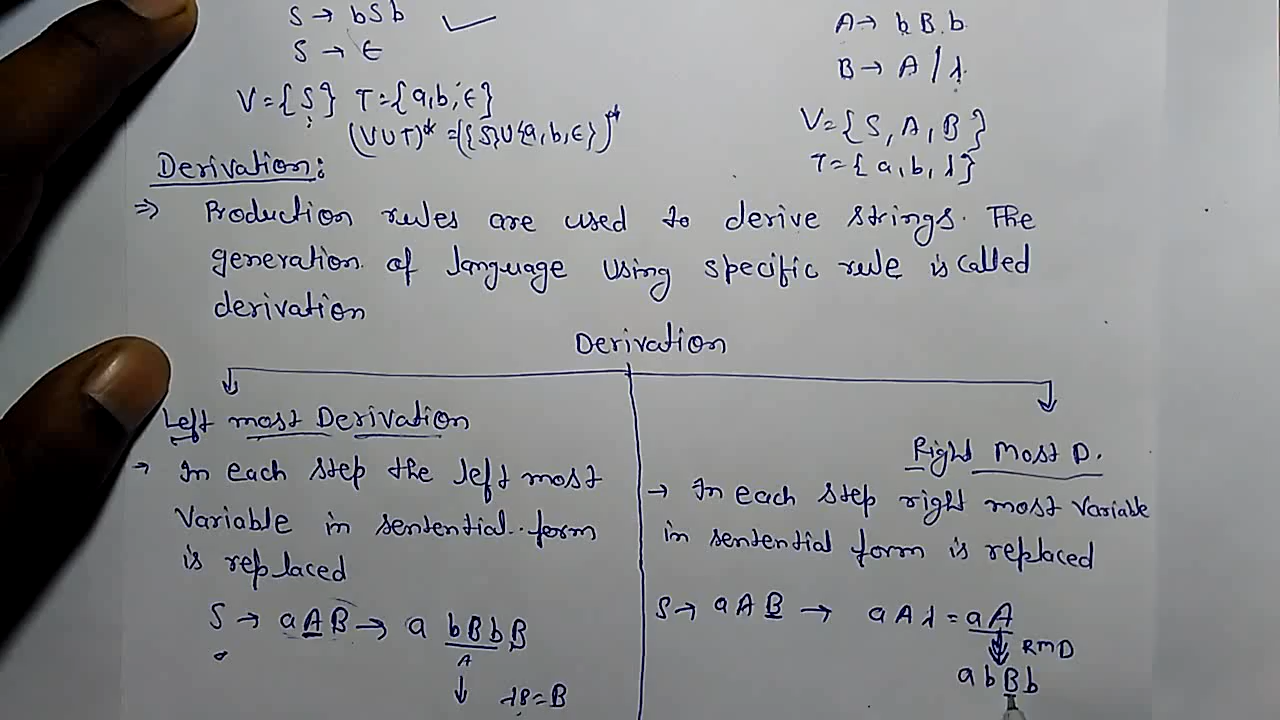 S → bSb
S → ϵ
V = {S} T = {a, b, ϵ}
(V∪T)* = ({S}∪{a, b, ϵ})*
A → bBb
B → A / λ
V = {S, A, B}
T = {a, b, λ}
Derivation:
⇒ Production rules are used to derive strings. The
generation of language using specific rule is called
derivation
Derivation
Left most Derivation
→ In each step the left most
Variable in sentential form
is replaced
S → aAB → a bBbB
A
↓
Right Most D.
→ In each step right most Variable
in sentential form is replaced
S → aAB → aAλ = aA
RMD
abBb